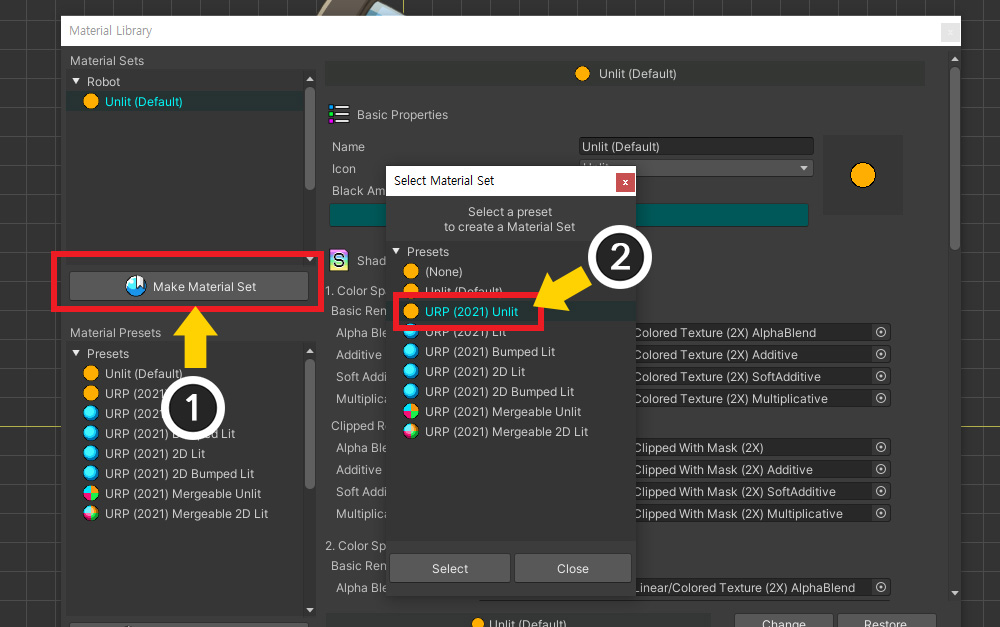 Material Library
x
Material Sets
Robot
Unlit (Default)
Make Material Set
1
Material Presets
Presets
Unlit (Default)
URP (2021)
URP (2021)
URP (2021) Bumped Lit
URP (2021) 2D Lit
URP (2021) 2D Bumped Lit
URP (2021) Mergeable Unlit
URP (2021) Mergeable 2D Lit
Unlit (Default)
Basic Properties
Name
Unlit (Default)
Icon
Unlit
Black Am
S
Shad
1. Color Sp
Basic Ren
Alpha Ble
Colored Texture (2X) AlphaBlend
Additive
Colored Texture (2X) Additive
Soft Addi
Colored Texture (2X) SoftAdditive
Multiplica
Colored Texture (2X) Multiplicative
Clipped Re
Alpha Ble
Clipped With Mask (2X)
Additive
Clipped With Mask (2X) Additive
Soft Addi
Clipped With Mask (2X) SoftAdditive
Multiplica
Clipped With Mask (2X) Multiplicative
2. Color Sp
Basic Ren
Alpha Ble
Linear/Colored Texture (2X) AlphaBlend
Unlit (Default)
Change
Restore
Select Material Set
x
Select a preset
to create a Material Set
Presets
(None)
Unlit (Default)
URP (2021) Unlit
2
URP (2021) Lit
URP (2021) Bumped Lit
URP (2021) 2D Lit
URP (2021) 2D Bumped Lit
URP (2021) Mergeable Unlit
URP (2021) Mergeable 2D Lit
Select
Close